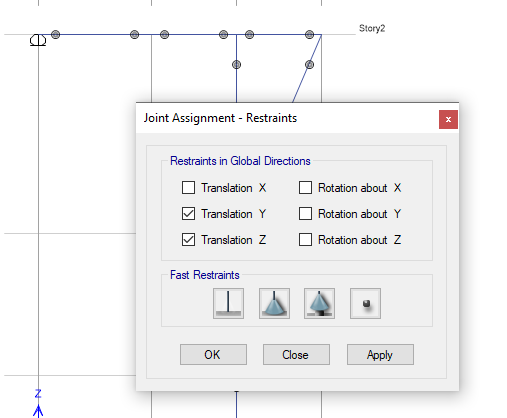 Story2
Joint Assignment - Restraints
x
Restraints in Global Directions
Translation X
Rotation about X
Translation Y
Rotation about Y
Translation Z
Rotation about Z
Fast Restraints
OK
Close
Apply
Z